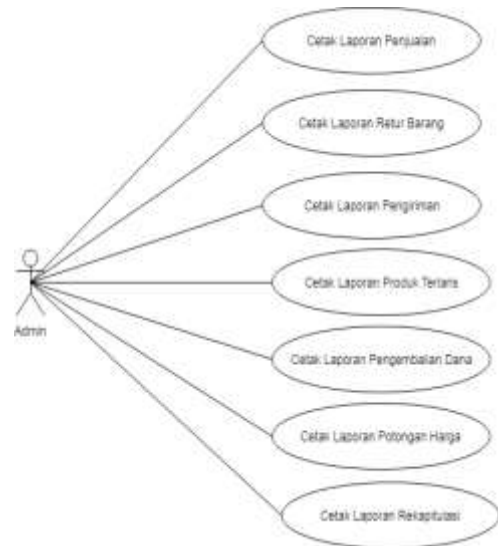 Cetak Laporan Penjualan
Cetak Laporan Retur Barang
Cetak Laporan Pengiriman
Admin
Cetak Laporan Produk Terlaris
Cetak Laporan Pengembalian Dana
Cetak Laporan Potongan Harga
Cetak Laporan Rekapitulasi